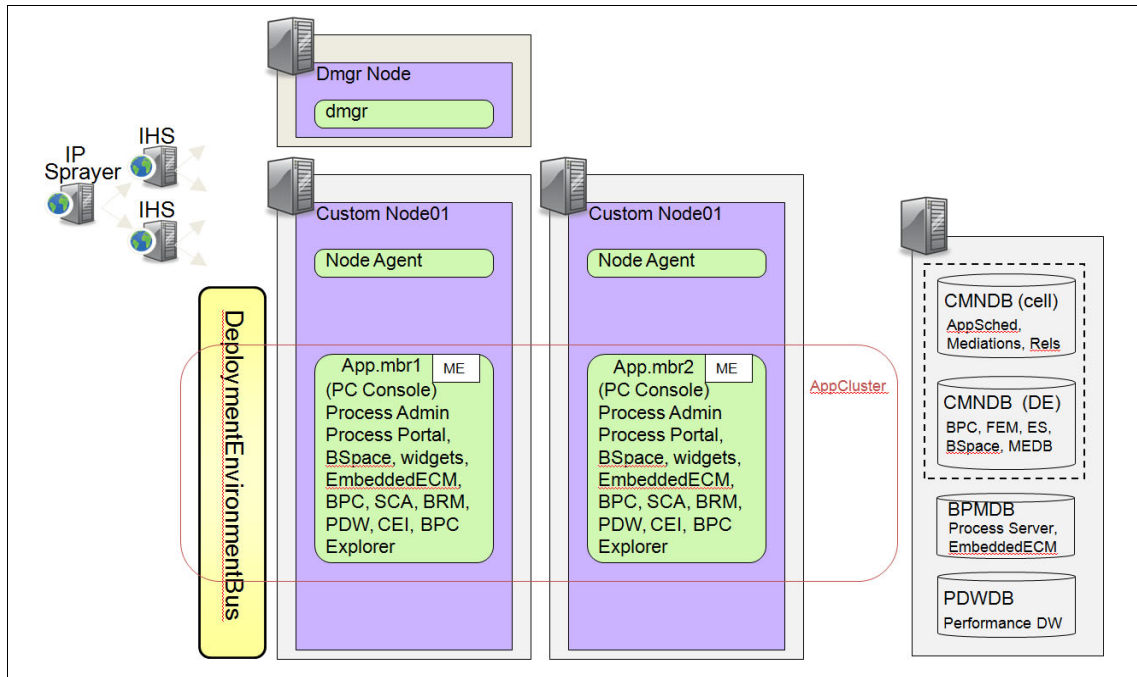 Dmgr Node
dmgr
IP
Sprayer
IHS
IHS
DeploymentEnvironmentBus
Custom Node01
Node Agent
App.mbr1
ME
(PC Console)
Process Admin
Process Portal,
BSpace, widgets,
EmbeddedECM,
BPC, SCA, BRM,
PDW, CEI, BPC
Explorer
Custom Node01
Node Agent
App.mbr2
ME
(PC Console)
Process Admin
Process Portal,
BSpace, widgets,
EmbeddedECM,
BPC, SCA, BRM,
PDW, CEI, BPC
Explorer
AppCluster
CMNDB (cell)
AppSched,
Mediations, Rels
CMNDB (DE)
BPC, FEM, ES,
BSpace, MEDB
BPMDB
Process Server,
EmbeddedECM
PDWDB
Performance DW